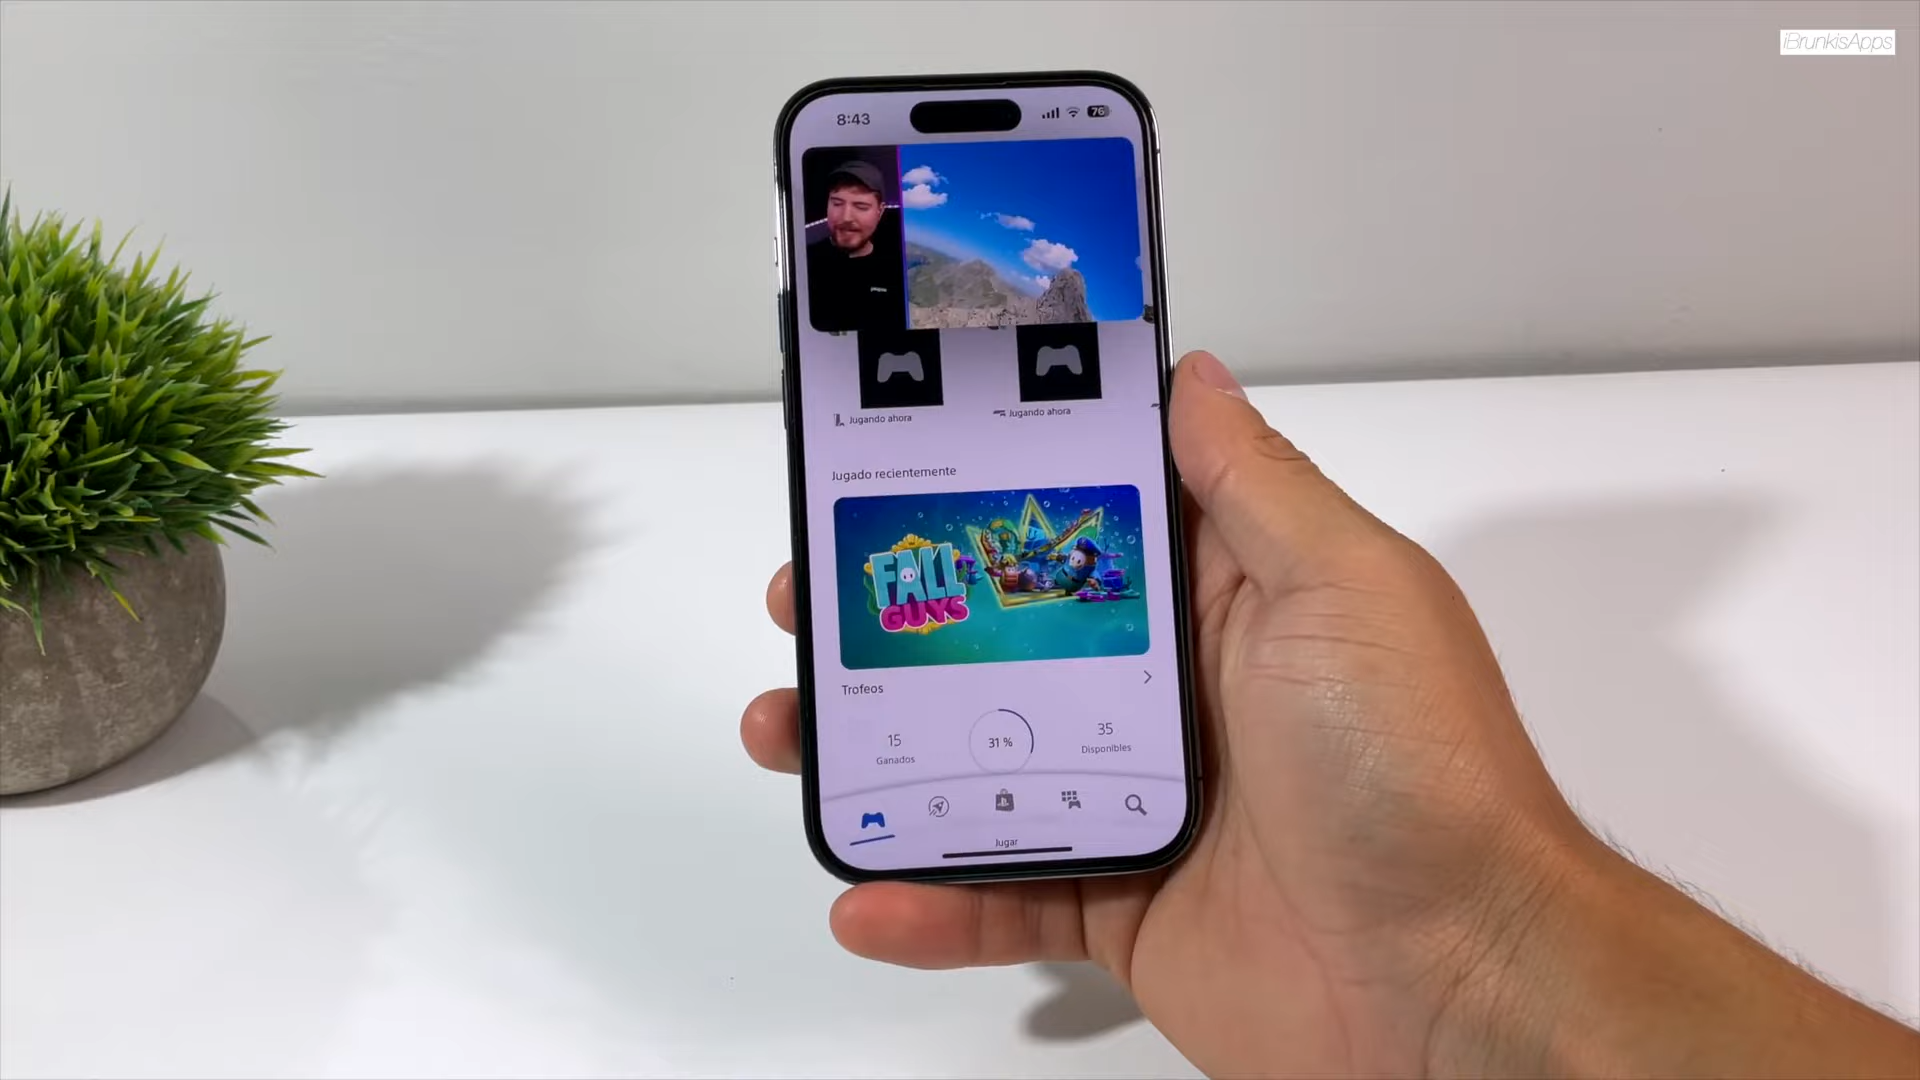 iBrunkisApps
8:43
76
Jugando ahora
Jugando ahora
Jugado recientemente
FALL
GUYS
Trofeos
15
Ganados
31 %
35
Disponibles
Jugar